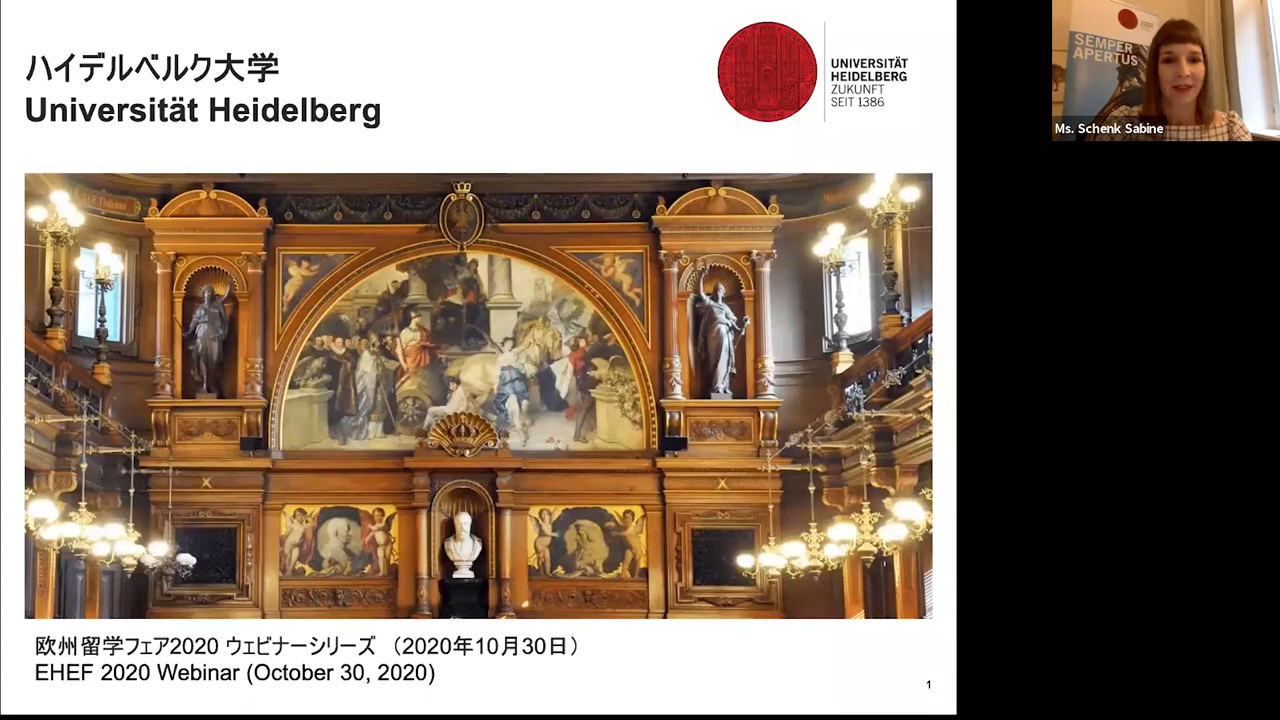 ハイデルベルク大学
Universität Heidelberg
UNIVERSITÄT
HEIDELBERG
ZUKUNFT
SEIT 1386
SEMPER
APERTUS
Ms. Schenk Sabine
欧州留学フェア2020 ウェビナーシリーズ （2020年10月30日）
EHEF 2020 Webinar (October 30, 2020)
1